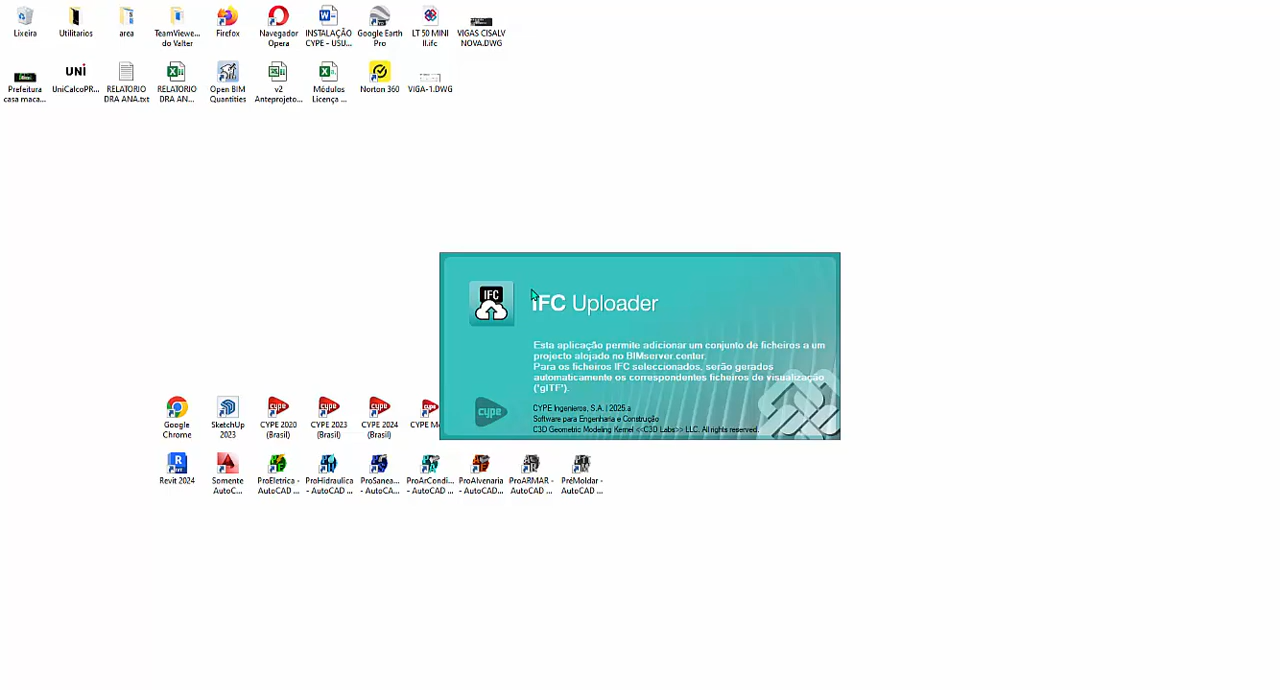 Lixeira
Utilitarios
area
TeamViewe...
do Valter
Firefox
Navegador
Opera
INSTALAÇÃO
CYPE - USU...
Google Earth
Pro
LT 50 MINI
II.ifc
VIGAS CISALV
NOVA.DWG
Prefeitura
casa maca...
UNI
UniCalcoPR...
RELATORIO
DRA ANA.txt
RELATORIO
DRA AN...
Open BIM
Quantities
v2
Anteprojeto...
Módulos
Licença ...
Norton 360
VIGA-1.DWG
IFC
IFC Uploader
Esta aplicação permite adicionar um conjunto de ficheiros a um
projecto alojado no BIMserver.center.
Para os ficheiros IFC seleccionados, serão gerados
automaticamente os correspondentes ficheiros de visualização
(*glTF).
cype
CYPE Ingenieros, S.A. | 2025.a
Software para Engenharia e Construção
C3D Geometric Modeling Kernel <<C3D Labs>> LLC. All rights reserved.
Google
Chrome
SketchUp
2023
CYPE 2020
(Brasil)
CYPE 2023
(Brasil)
CYPE 2024
(Brasil)
CYPE M
Revit 2024
Somente
AutoC...
ProEletrica -
AutoCAD ...
ProHidraulica
- AutoCAD ...
ProSanea...
- AutoCA...
ProArCondi...
- AutoCAD ...
ProAlvenaria
- AutoCAD...
ProARMAR -
AutoCAD ...
PréMoldar -
AutoCAD ...